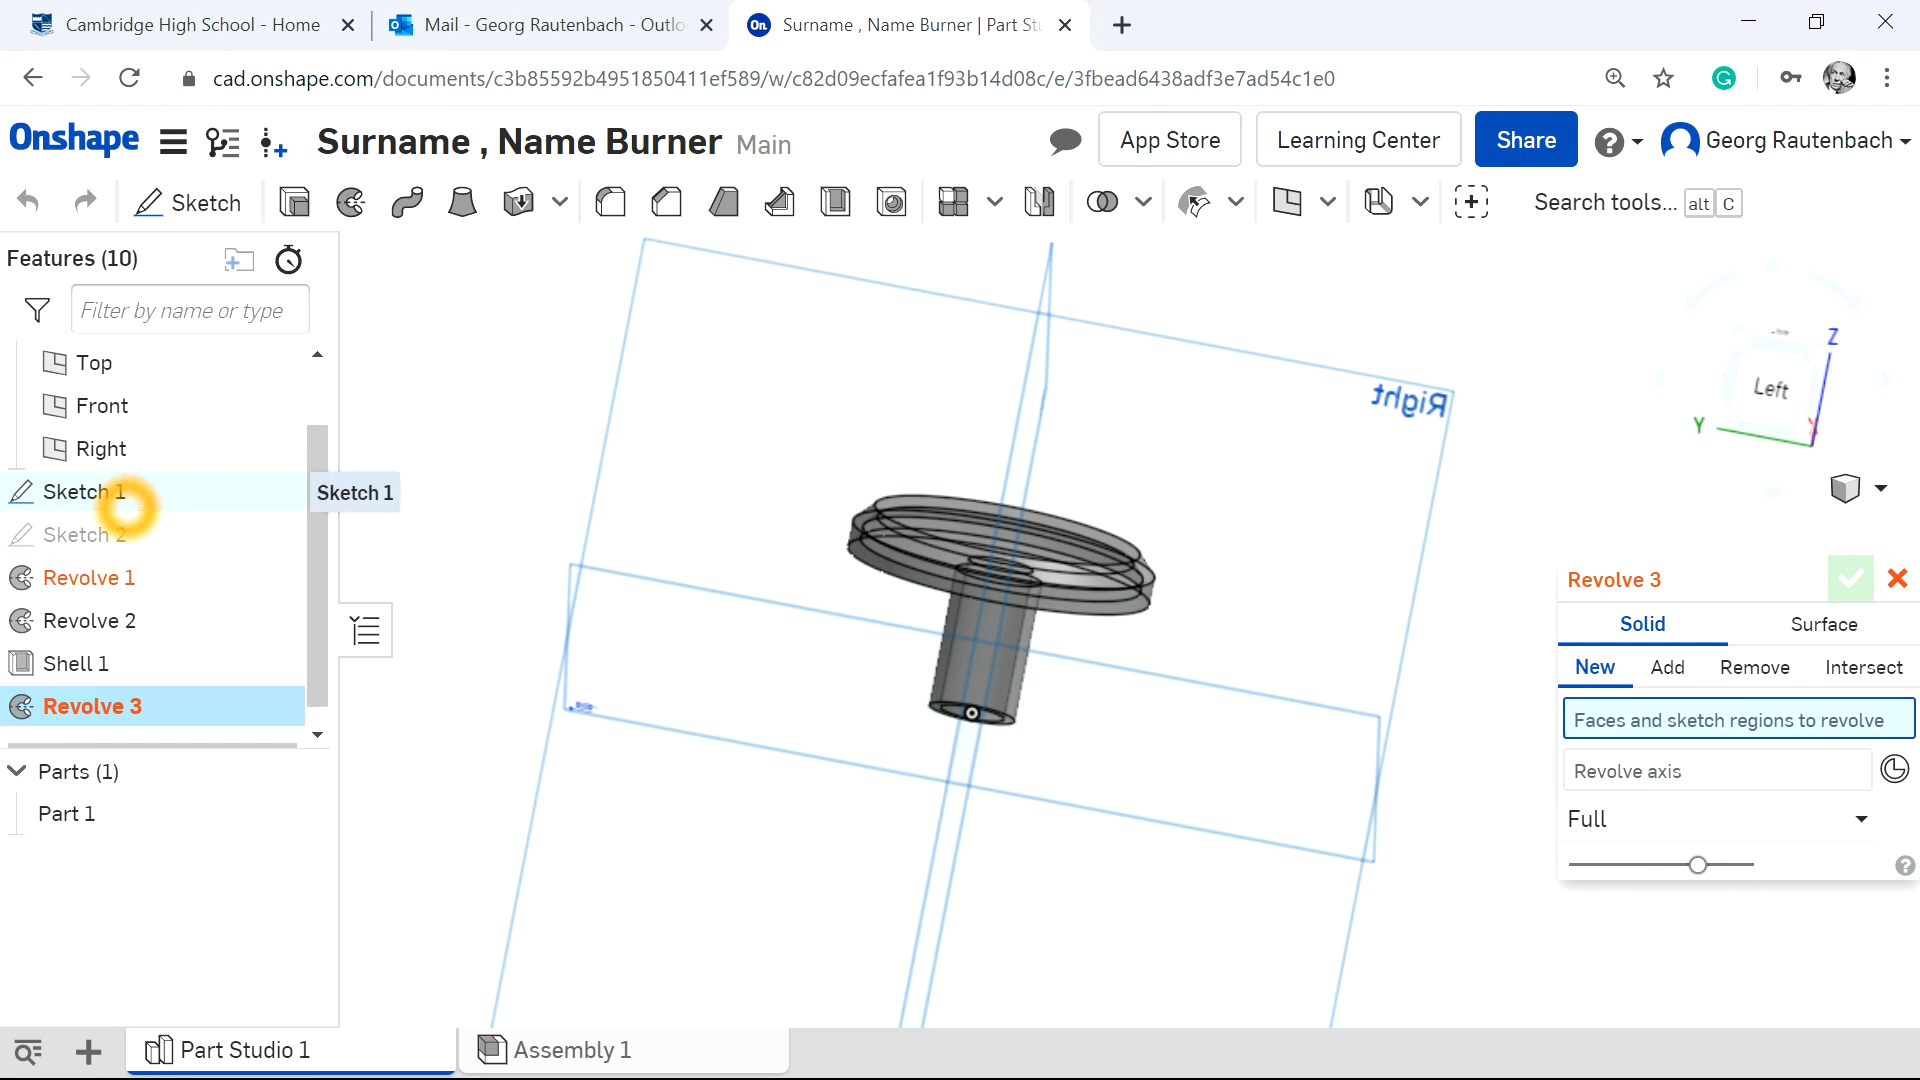 Cambridge High School - Home
Mail - Georg Rautenbach - Outlo
Surname , Name Burner | Part Stu
cad.onshape.com/documents/c3b85592b4951850411ef589/w/c82d09ecfafea1f93b14d08c/e/3fbead6438adf3e7ad54c1e0
Onshape
Surname , Name Burner Main
App Store
Learning Center
Share
Georg Rautenbach
Sketch
Search tools... alt C
Features (10)
Filter by name or type
Top
Front
Right
Sketch 1
Sketch 1
Sketch 2
Revolve 1
Revolve 2
Shell 1
Revolve 3
Parts (1)
Part 1
Right
Z
Left
Y
X
Revolve 3
Solid Surface
New Add Remove Intersect
Faces and sketch regions to revolve
Revolve axis
Full
Part Studio 1
Assembly 1